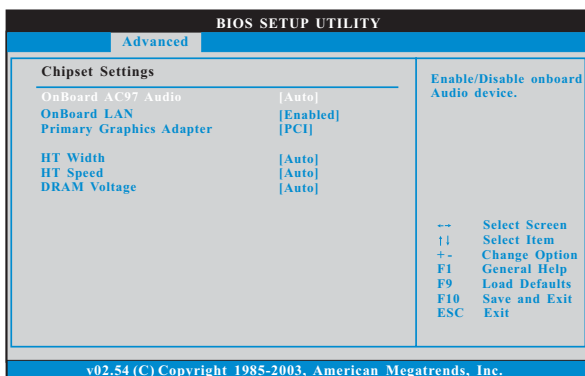 BIOS SETUP UTILITY
Advanced
Chipset Settings
OnBoard AC97 Audio [Auto]
OnBoard LAN [Enabled]
Primary Graphics Adapter [PCI]
HT Width [Auto]
HT Speed [Auto]
DRAM Voltage [Auto]
Enable/Disable onboard
Audio device.
←→ Select Screen
↑↓ Select Item
+ - Change Option
F1 General Help
F9 Load Defaults
F10 Save and Exit
ESC Exit
v02.54 (C) Copyright 1985-2003, American Megatrends, Inc.